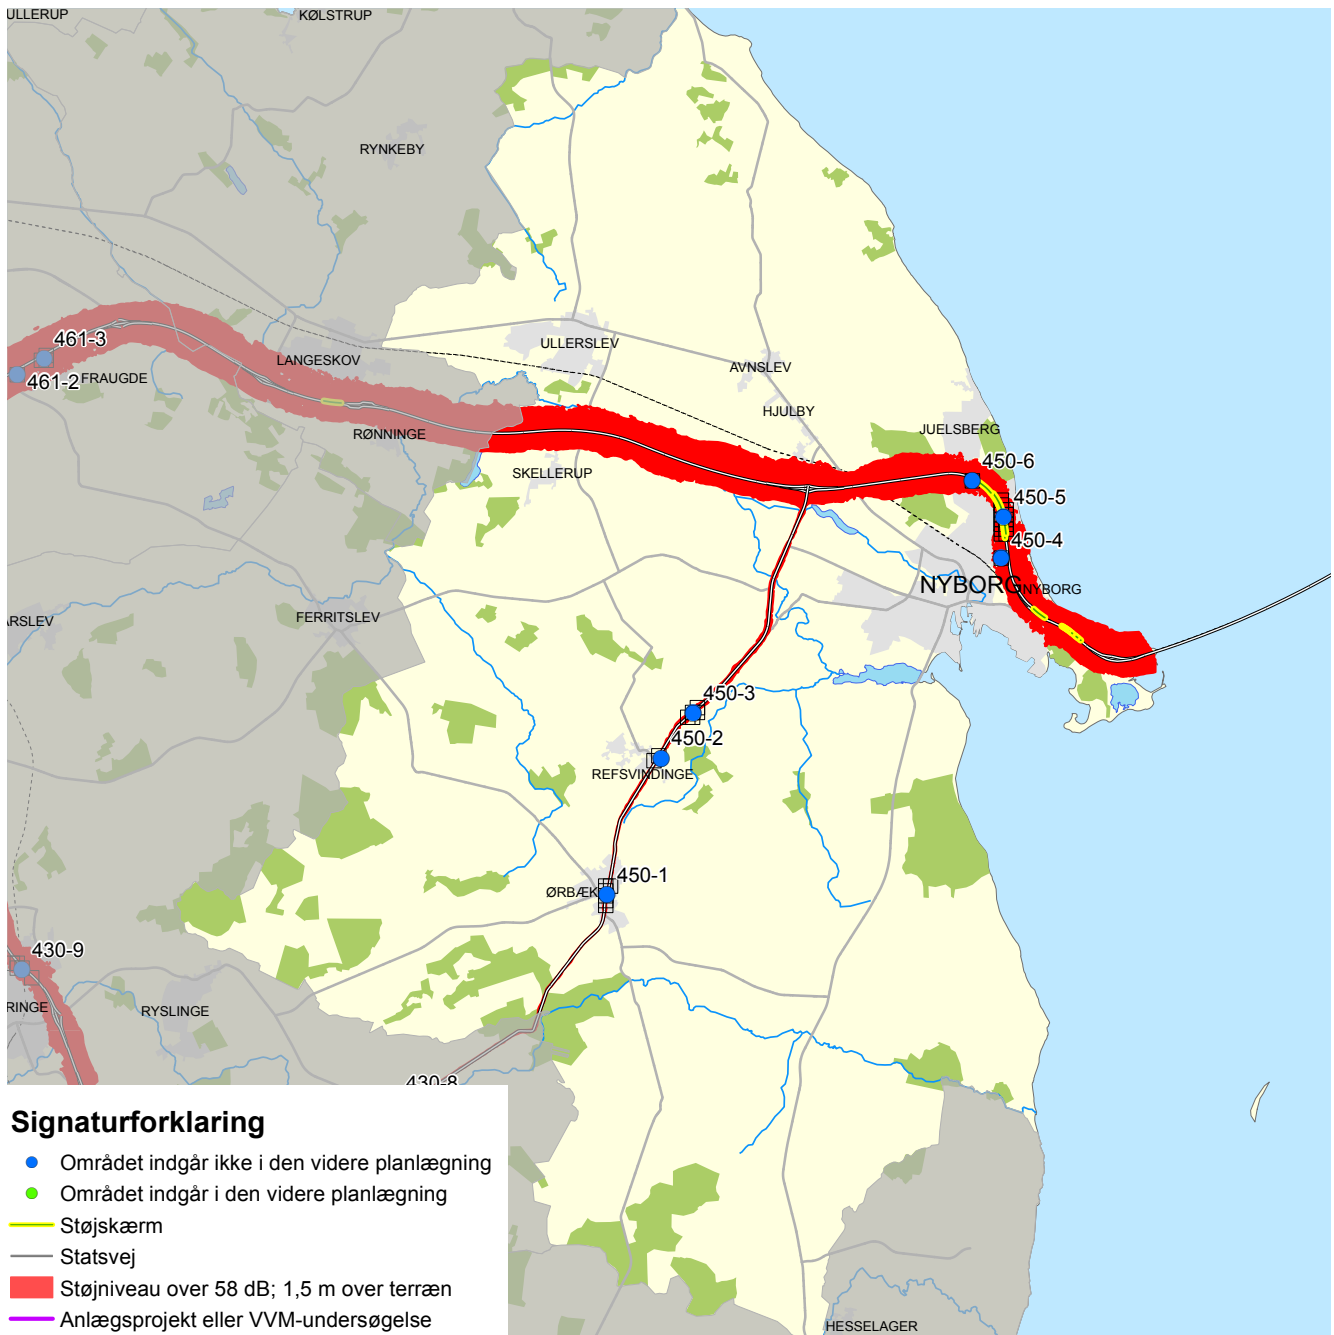 ULLERUP
KØLSTRUP
RYNKEBY
461-3
461-2
FRAUGDE
LANGESKOV
ULLERSLEV
AVNSLEV
HJULBY
RØNNINGE
JUELSBERG
SKELLERUP
450-6
450-5
450-4
NYBORG
NYBORG
ARSLEV
FERRITSLEV
450-3
450-2
REFSVINDINGE
450-1
ØRBÆK
430-9
RINGE
RYSLINGE
430-8
Signaturforklaring
Området indgår ikke i den videre planlægning
Området indgår i den videre planlægning
Støjskærm
Statsvej
Støjniveau over 58 dB; 1,5 m over terræn
Anlægsprojekt eller VVM-undersøgelse
HESSELAGER